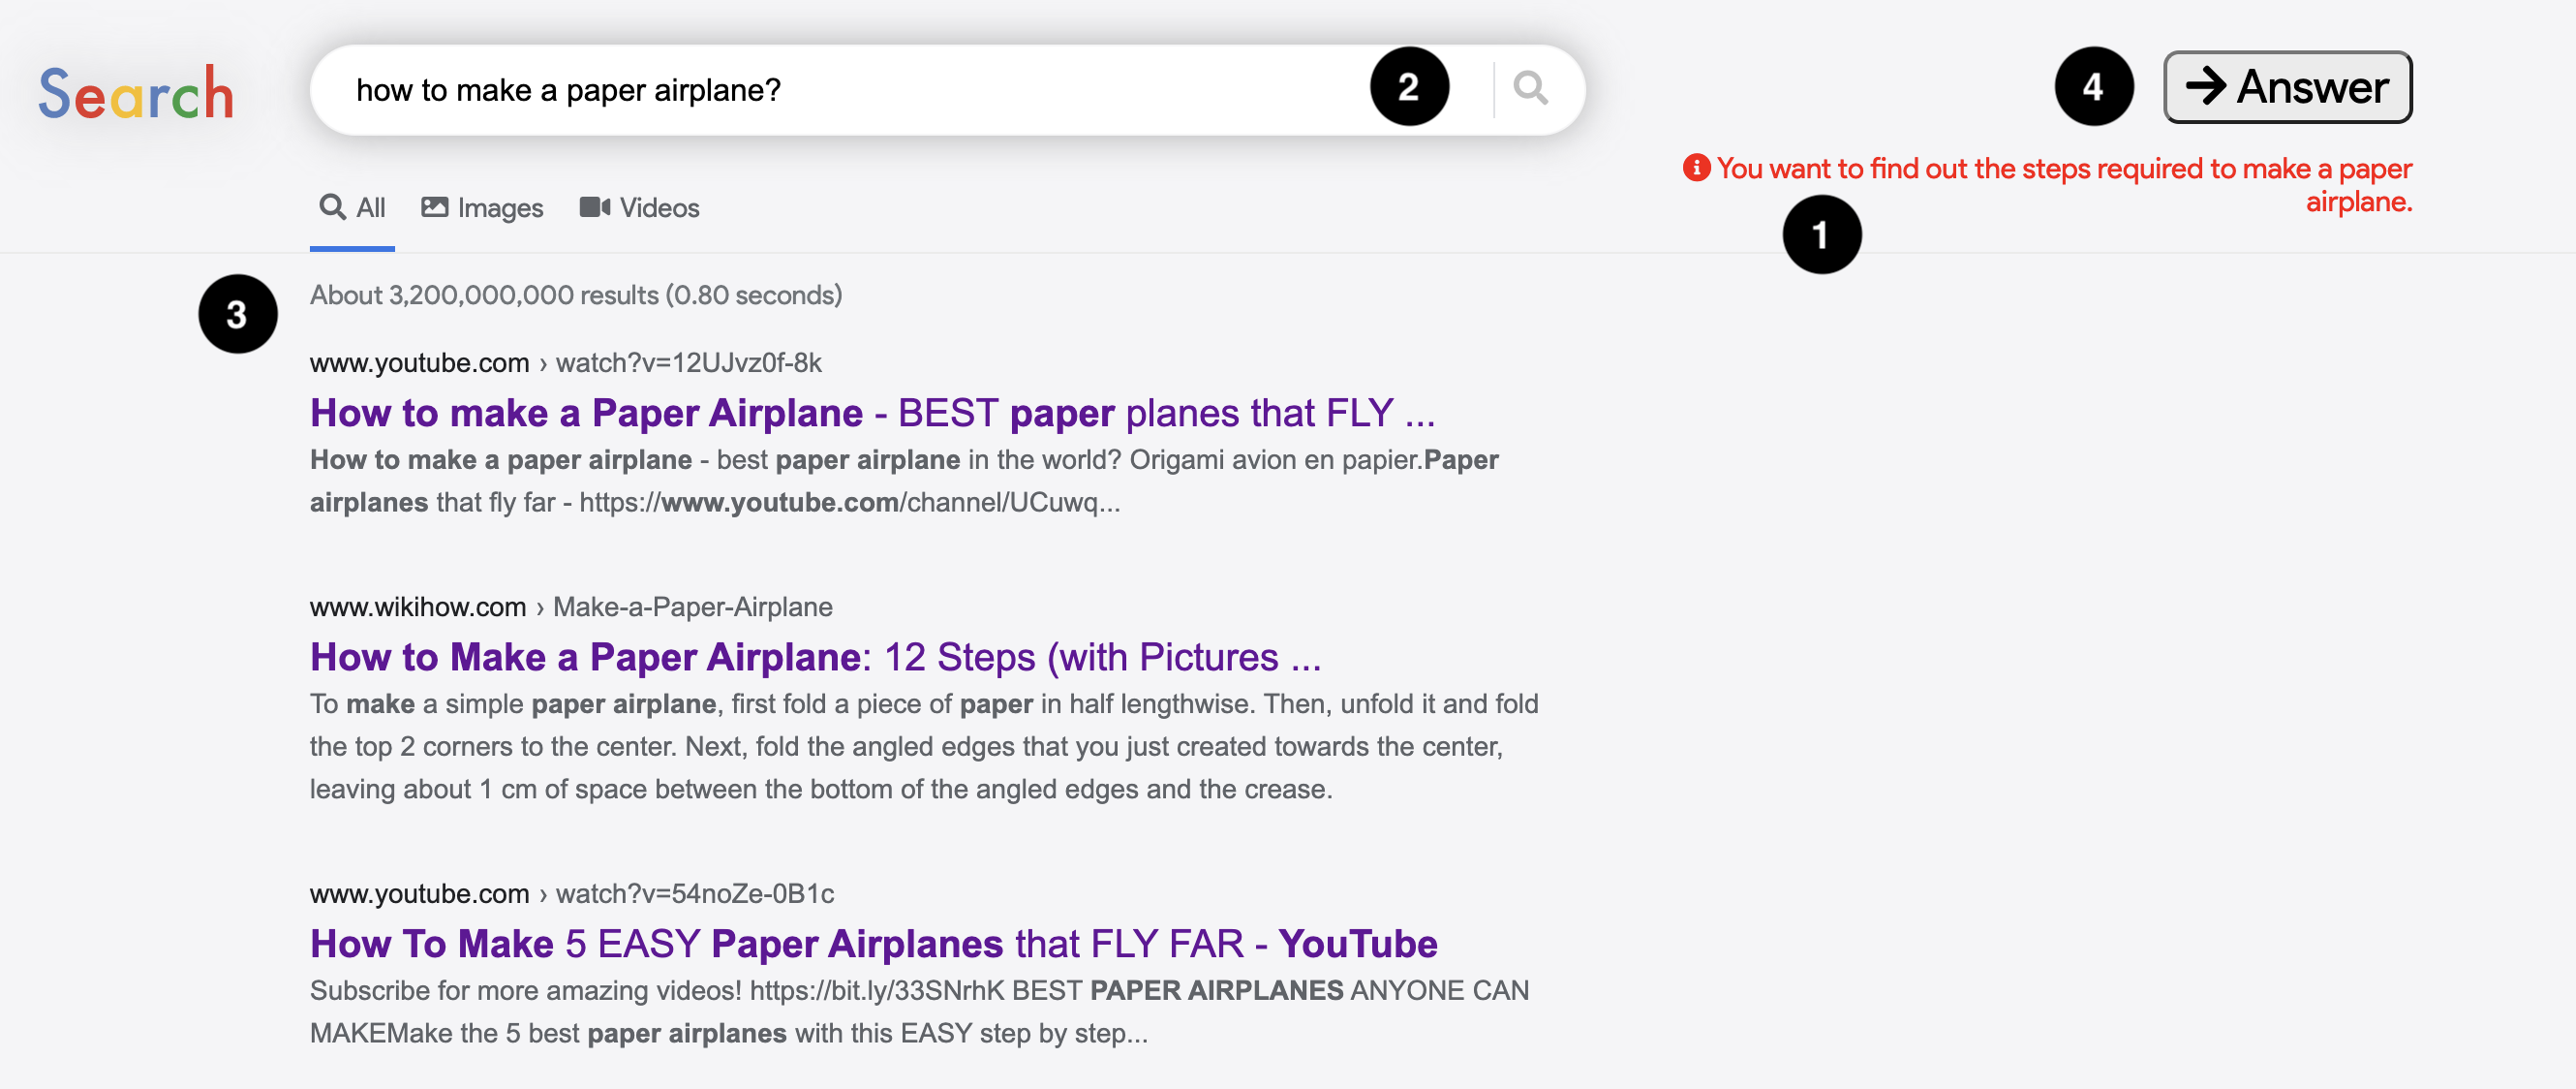 Search
how to make a paper airplane?
2
4
→ Answer
You want to find out the steps required to make a paper
airplane.
1
All Images Videos
3
About 3,200,000,000 results (0.80 seconds)
www.youtube.com › watch?v=12UJvz0f-8k
How to make a Paper Airplane - BEST paper planes that FLY ...
How to make a paper airplane - best paper airplane in the world? Origami avion en papier.Paper
airplanes that fly far - https://www.youtube.com/channel/UCuwq...
www.wikihow.com › Make-a-Paper-Airplane
How to Make a Paper Airplane: 12 Steps (with Pictures ...
To make a simple paper airplane, first fold a piece of paper in half lengthwise. Then, unfold it and fold
the top 2 corners to the center. Next, fold the angled edges that you just created towards the center,
leaving about 1 cm of space between the bottom of the angled edges and the crease.
www.youtube.com › watch?v=54noZe-0B1c
How To Make 5 EASY Paper Airplanes that FLY FAR - YouTube
Subscribe for more amazing videos! https://bit.ly/33SNrhK BEST PAPER AIRPLANES ANYONE CAN
MAKEMake the 5 best paper airplanes with this EASY step by step...